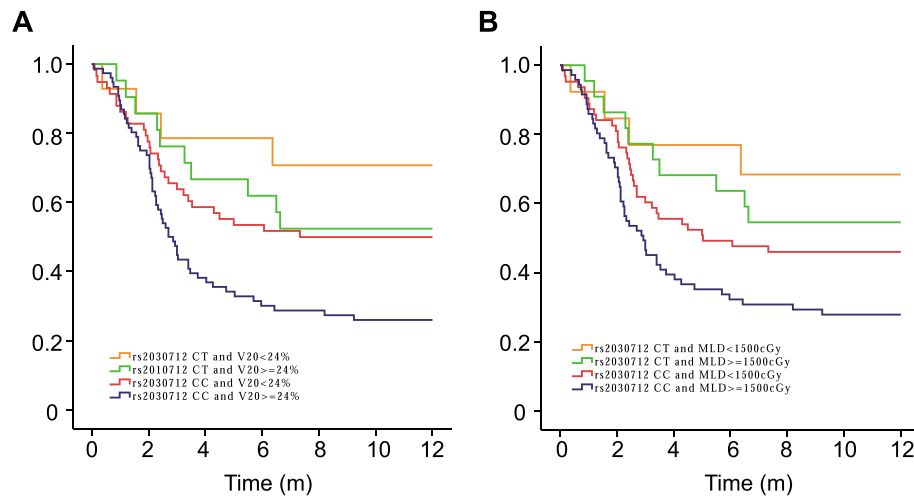 A
1.0
0.8
0.6
0.4
0.2
0
rs2030712 CT and V20<24%
rs2010712 CT and V20>=24%
rs2030712 CC and V20<24%
rs2030712 CC and V20>=24%
0 2 4 6 8 10 12
Time (m)
B
1.0
0.8
0.6
0.4
0.2
0
rs2030712 CT and MLD<1500cGy
rs2030712 CT and MLD>=1500cGy
rs2030712 CC and MLD<1500cGy
rs2030712 CC and MLD>=1500cGy
0 2 4 6 8 10 12
Time (m)